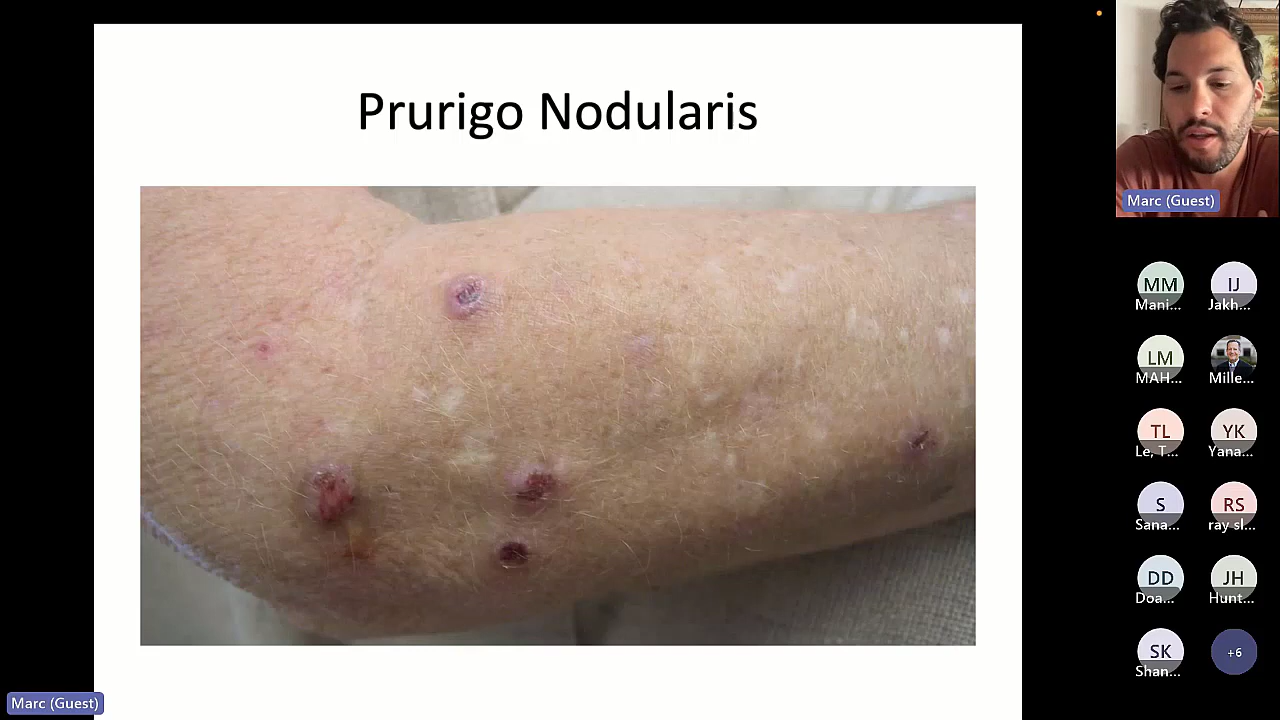 Prurigo Nodularis
Marc (Guest)
MM
Mani...
IJ
Jakh...
LM
MAH...
Mille...
TL
Le, T...
YK
Yana...
S
Sana...
RS
ray sl...
DD
Doa...
JH
Hunt...
SK
Shan...
+6
Marc (Guest)